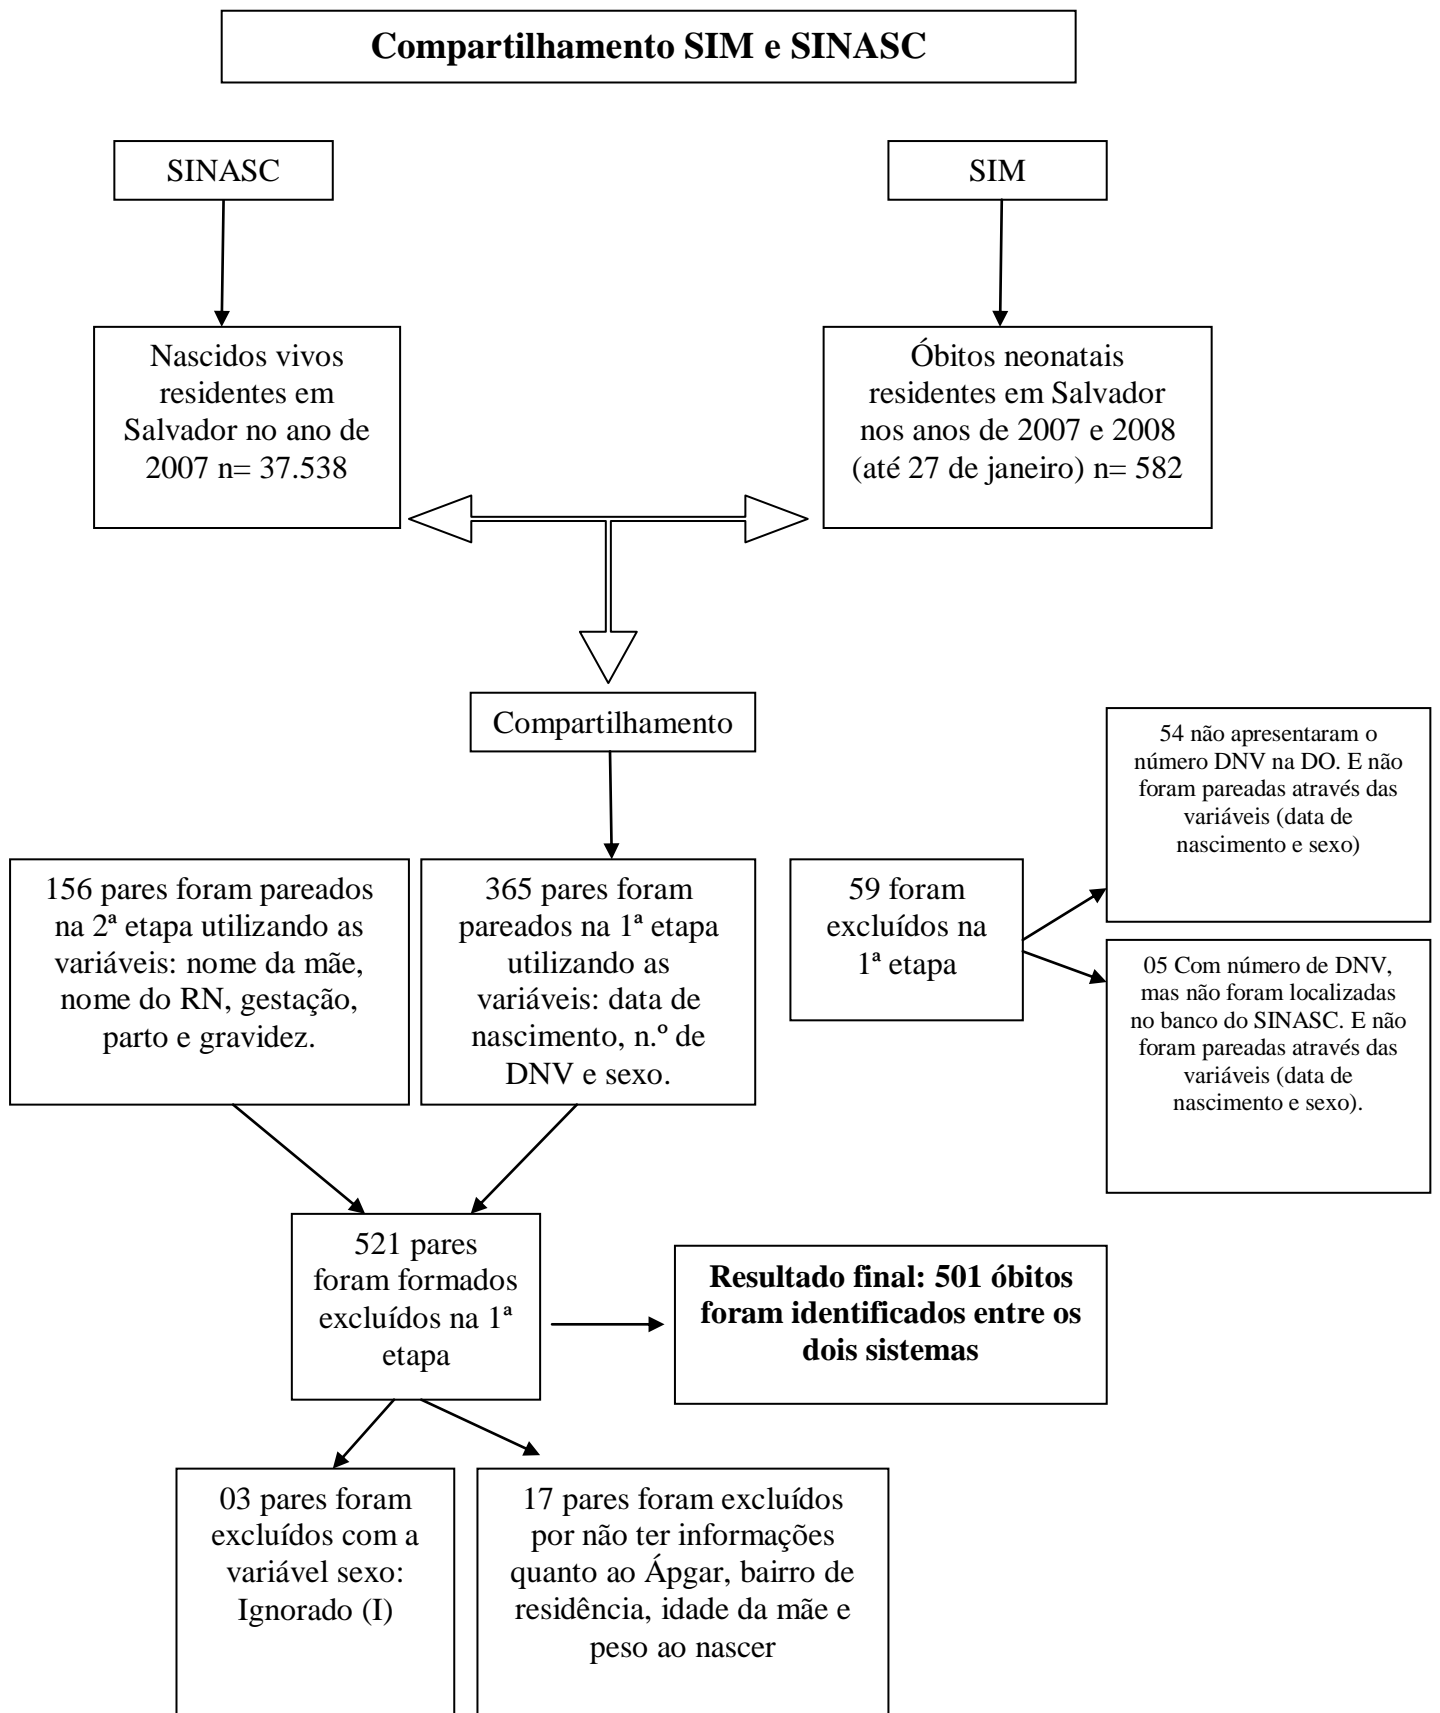 Compartilhamento SIM e SINASC
SINASC
SIM
Nascidos vivos
residentes em
Salvador no ano de
2007 n= 37.538
Óbitos neonatais
residentes em Salvador
nos anos de 2007 e 2008
(até 27 de janeiro) n= 582
Compartilhamento
54 não apresentaram o
número DNV na DO. E não
foram pareadas através das
variáveis (data de
nascimento e sexo)
156 pares foram pareados
na 2ª etapa utilizando as
variáveis: nome da mãe,
nome do RN, gestação,
parto e gravidez.
365 pares foram
pareados na 1ª etapa
utilizando as
variáveis: data de
nascimento, n.º de
DNV e sexo.
59 foram
excluídos na
1ª etapa
05 Com número de DNV,
mas não foram localizadas
no banco do SINASC. E não
foram pareadas através das
variáveis (data de
nascimento e sexo).
521 pares
foram formados
excluídos na 1ª
etapa
Resultado final: 501 óbitos
foram identificados entre os
dois sistemas
03 pares foram
excluídos com a
variável sexo:
Ignorado (I)
17 pares foram excluídos
por não ter informações
quanto ao Ápgar, bairro de
residência, idade da mãe e
peso ao nascer